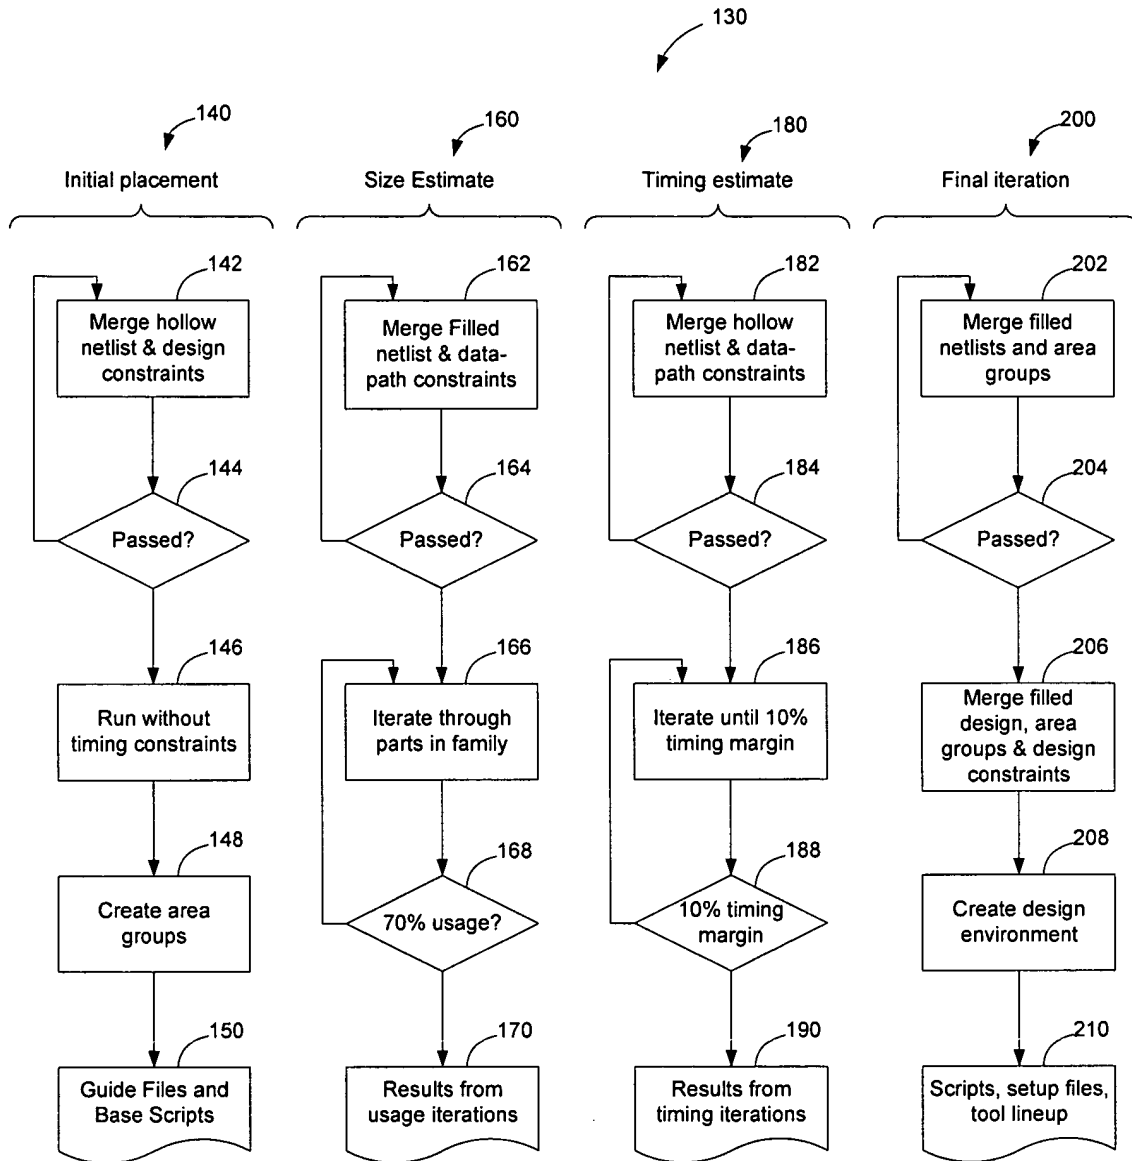 130
140
Initial placement
142
Merge hollow
netlist & design
constraints
144
Passed?
146
Run without
timing constraints
148
Create area
groups
150
Guide Files and
Base Scripts
160
Size Estimate
162
Merge Filled
netlist & data-
path constraints
164
Passed?
166
Iterate through
parts in family
168
70% usage?
170
Results from
usage iterations
180
Timing estimate
182
Merge hollow
netlist & data-
path constraints
184
Passed?
186
Iterate until 10%
timing margin
188
10% timing
margin
190
Results from
timing iterations
200
Final iteration
202
Merge filled
netlists and area
groups
204
Passed?
206
Merge filled
design, area
groups & design
constraints
208
Create design
environment
210
Scripts, setup files,
tool lineup